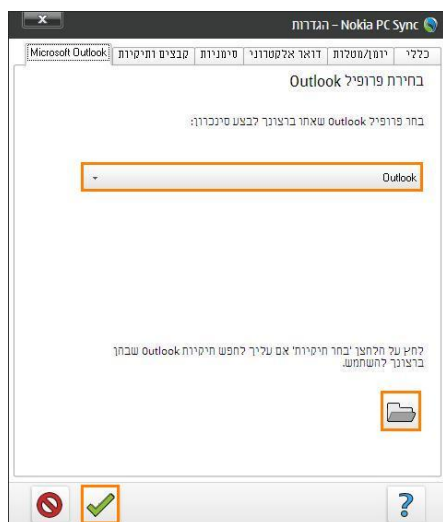 Nokia PC Sync – הגדרות
כללי יומן/מטלות דואר אלקטרוני סימניות קבצים ותיקיות Microsoft Outlook
בחירת פרופיל Outlook
בחר פרופיל Outlook שאתו ברצונך לבצע סינכרון:
Outlook
לחץ על הלחצן 'בחר תיקיות' אם עליך לחפש תיקיות Outlook שבהן
ברצונך להשתמש.